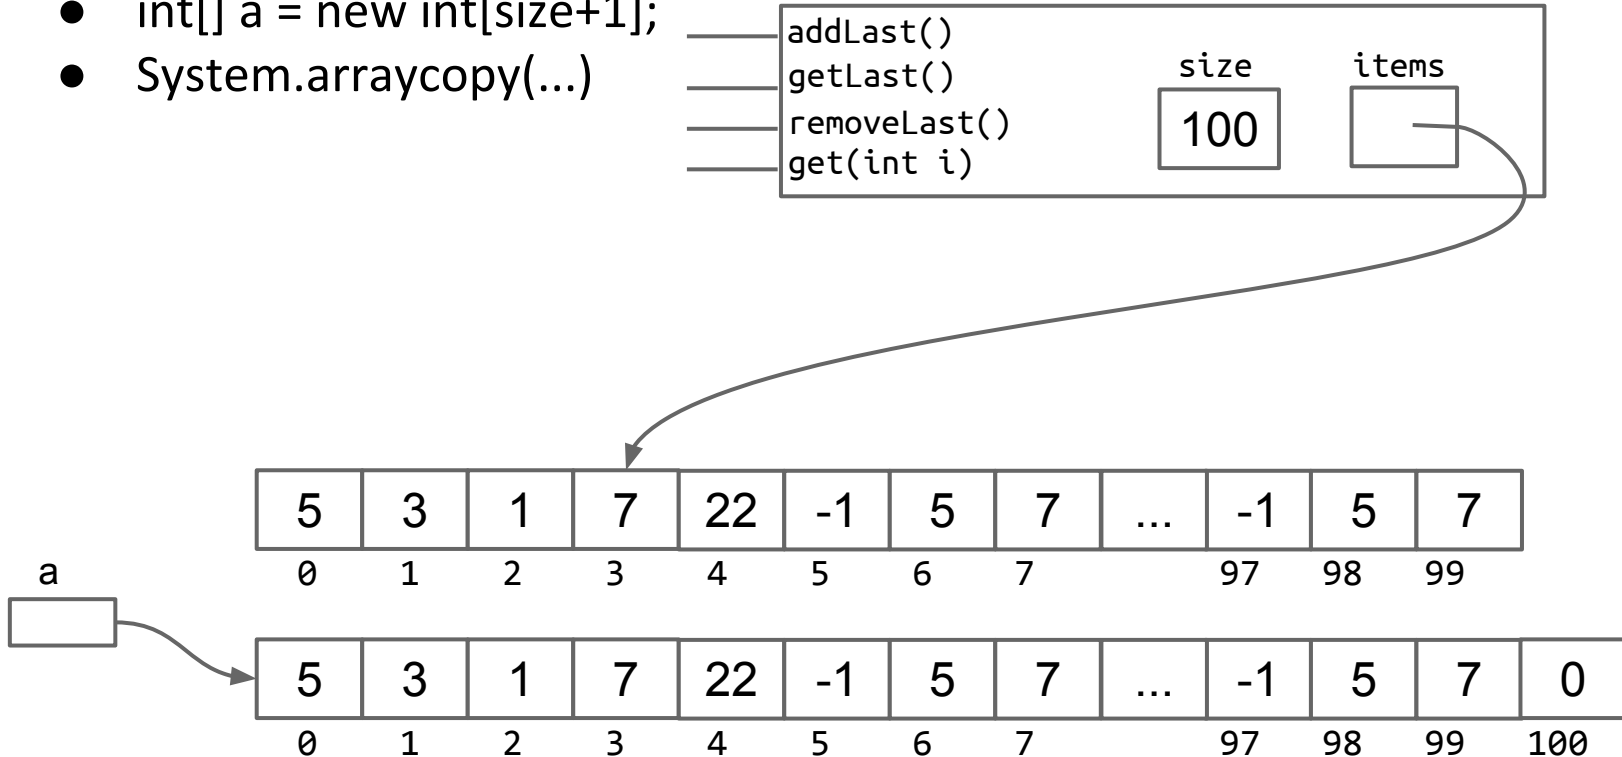 ● int[] a = new int[size+1];
● System.arraycopy(...)
addLast()
getLast()
removeLast()
get(int i)
size items
100
5 3 1 7 22 -1 5 7 ... -1 5 7
0 1 2 3 4 5 6 7 97 98 99
a
5 3 1 7 22 -1 5 7 ... -1 5 7 0
0 1 2 3 4 5 6 7 97 98 99 100